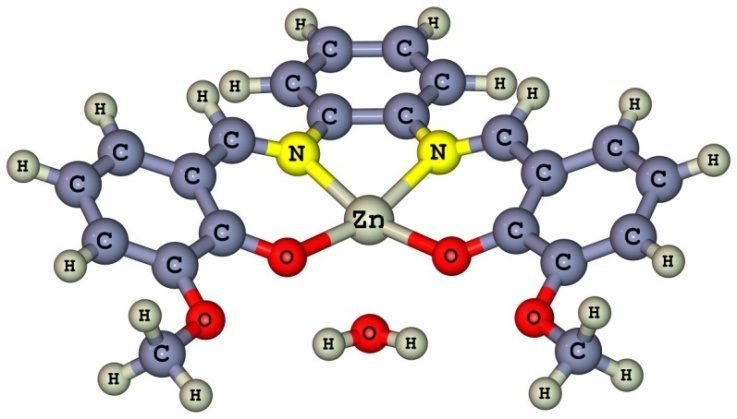 H H
C C
H C C H
H H H H
C C
C N N C
H C C C C H
C C C C
Zn
C C C C
H C O O C H
C C
H O O H
H O H
C C
H H H H